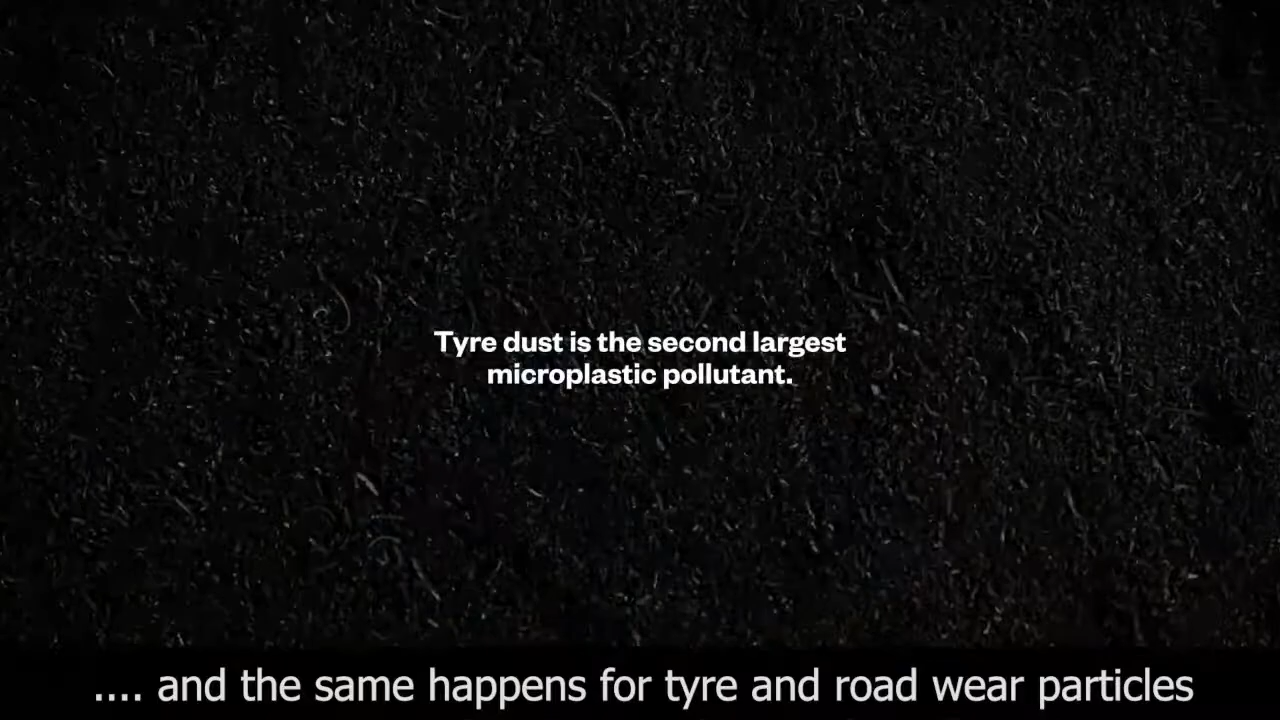 Tyre dust is the second largest
microplastic pollutant.
.... and the same happens for tyre and road wear particles